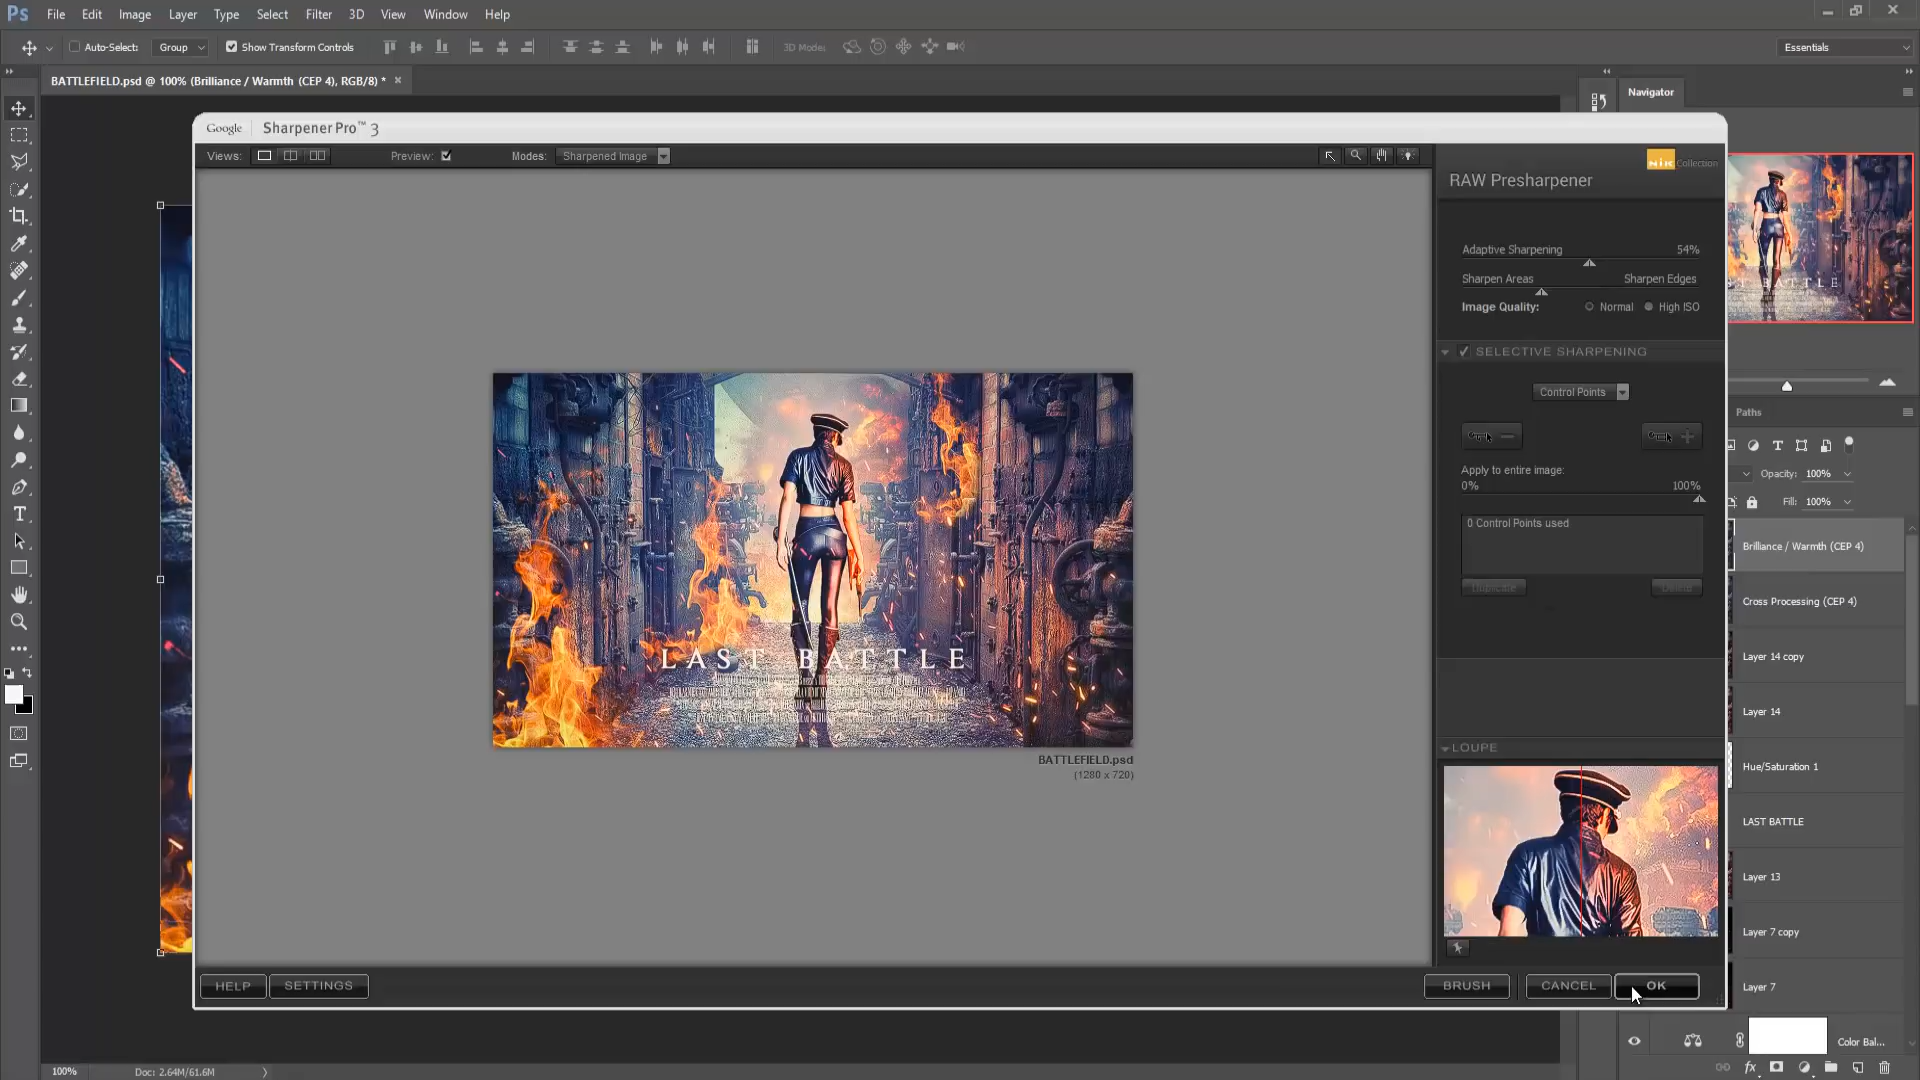 Ps File Edit Image Layer Type Select Filter 3D View Window Help
Auto-Select: Group Show Transform Controls 3D Mode: Essentials
BATTLEFIELD.psd @ 100% (Brilliance / Warmth (CEP 4), RGB/8) *
Navigator
Google Sharpener Pro™ 3
Views: Preview: Modes: Sharpened Image
nik Collection
RAW Presharpener
Adaptive Sharpening 54%
Sharpen Areas Sharpen Edges
Image Quality: Normal High ISO
SELECTIVE SHARPENING
Control Points
Apply to entire image:
0% 100%
0 Control Points used
Duplicate Delete
LAST BATTLE
BATTLEFIELD.psd
(1280 x 720)
LOUPE
HELP SETTINGS BRUSH CANCEL OK
ST BATTLE
Paths
Opacity: 100%
Fill: 100%
Brilliance / Warmth (CEP 4)
Cross Processing (CEP 4)
Layer 14 copy
Layer 14
Hue/Saturation 1
LAST BATTLE
Layer 13
Layer 7 copy
Layer 7
Color Bal...
fx
100% Doc: 2.64M/61.6M